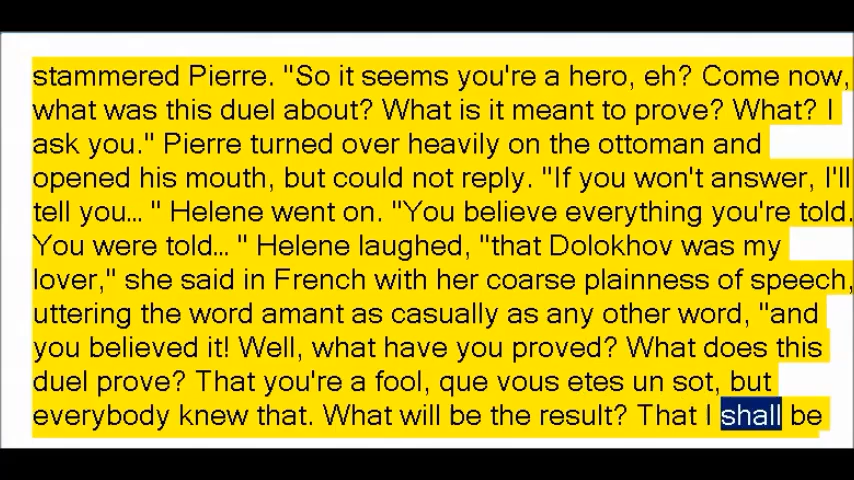 stammered Pierre. "So it seems you're a hero, eh? Come now,
what was this duel about? What is it meant to prove? What? I
ask you." Pierre turned over heavily on the ottoman and
opened his mouth, but could not reply. "If you won't answer, I'll
tell you... " Helene went on. "You believe everything you're told.
You were told... " Helene laughed, "that Dolokhov was my
lover," she said in French with her coarse plainness of speech,
uttering the word amant as casually as any other word, "and
you believed it! Well, what have you proved? What does this
duel prove? That you're a fool, que vous etes un sot, but
everybody knew that. What will be the result? That I shall be